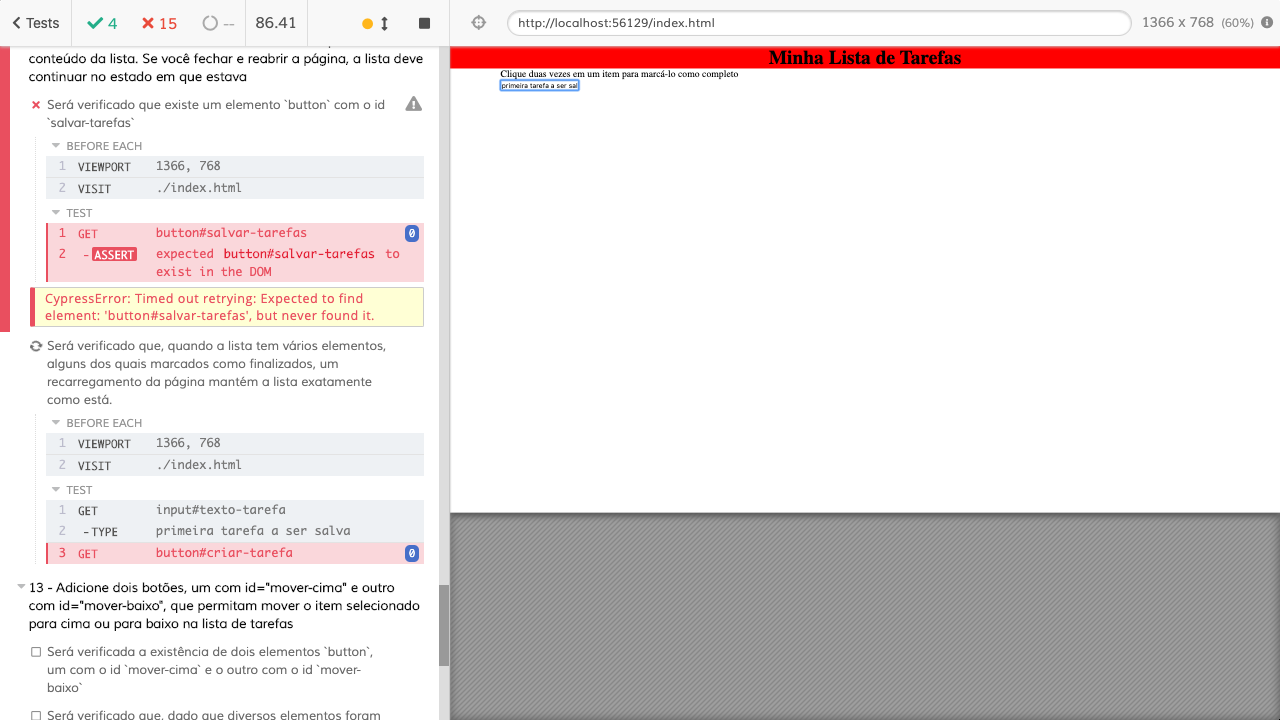 Tests
4
15
--
86.41
http://localhost:56129/index.html
1366 x 768 (60%)
conteúdo da lista. Se você fechar e reabrir a página, a lista deve
continuar no estado em que estava
Será verificado que existe um elemento `button` com o id
`salvar-tarefas`
BEFORE EACH
1 VIEWPORT 1366, 768
2 VISIT ./index.html
TEST
1 GET button#salvar-tarefas 0
2 -ASSERT expected button#salvar-tarefas to
exist in the DOM
CypressError: Timed out retrying: Expected to find
element: 'button#salvar-tarefas', but never found it.
Será verificado que, quando a lista tem vários elementos,
alguns dos quais marcados como finalizados, um
recarregamento da página mantém a lista exatamente
como está.
BEFORE EACH
1 VIEWPORT 1366, 768
2 VISIT ./index.html
TEST
1 GET input#texto-tarefa
2 -TYPE primeira tarefa a ser salva
3 GET button#criar-tarefa 0
13 - Adicione dois botões, um com id="mover-cima" e outro
com id="mover-baixo", que permitam mover o item selecionado
para cima ou para baixo na lista de tarefas
Será verificada a existência de dois elementos `button`,
um com o id `mover-cima` e o outro com o id `mover-
baixo`
Será verificado que, dado que diversos elementos foram
Minha Lista de Tarefas
Clique duas vezes em um item para marcá-lo como completo
primeira tarefa a ser sal